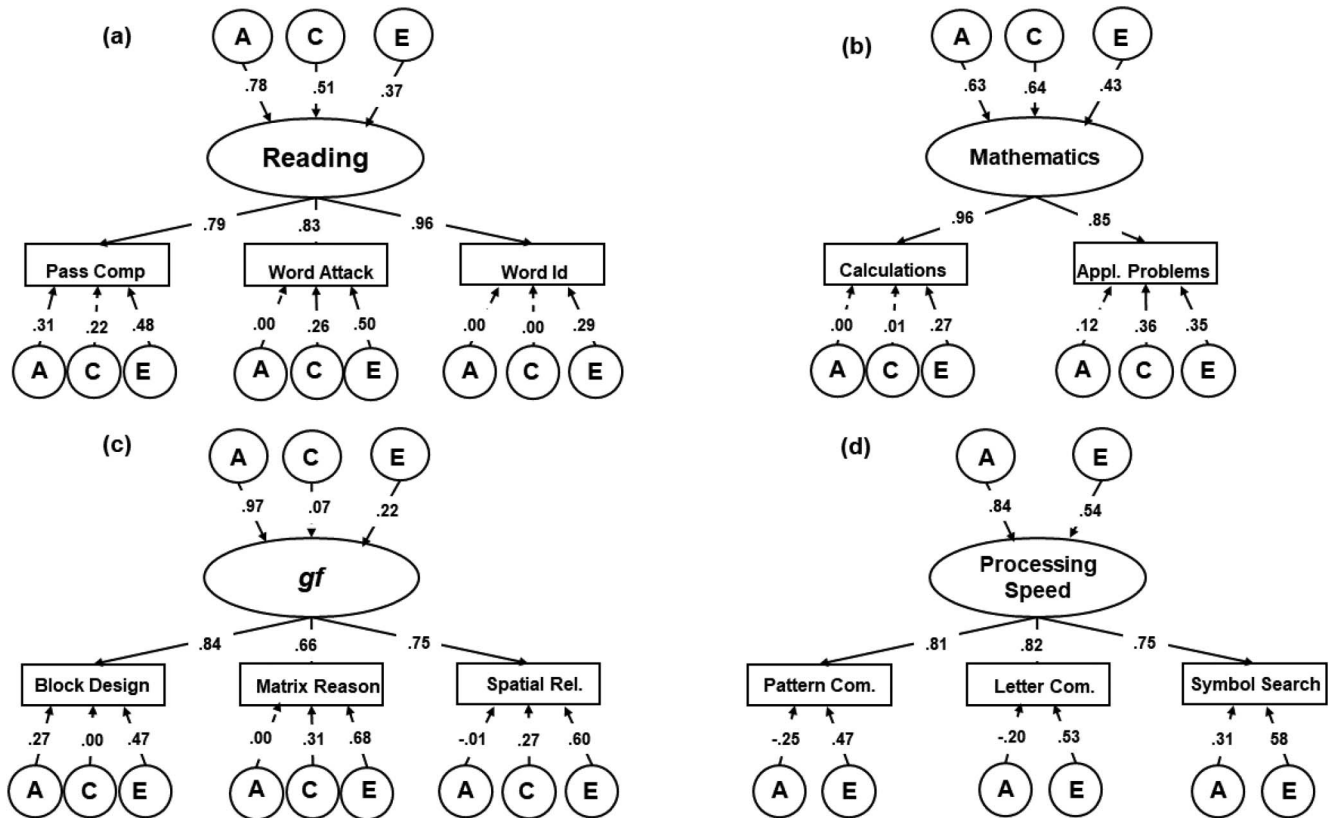 (a)
A C E
.78 .51 .37
Reading
.79 .83 .96
Pass Comp Word Attack Word Id
.31 .22 .48 .00 .26 .50 .00 .00 .29
A C E A C E A C E
(b)
A C E
.63 .64 .43
Mathematics
.96 .85
Calculations Appl. Problems
.00 .01 .27 .12 .36 .35
A C E A C E
(c)
A C E
.97 .07 .22
gf
.84 .66 .75
Block Design Matrix Reason Spatial Rel.
.27 .00 .47 .00 .31 .68 -.01 .27 .60
A C E A C E A C E
(d)
A E
.84 .54
Processing
Speed
.81 .82 .75
Pattern Com. Letter Com. Symbol Search
-.25 .47 -.20 .53 .31 58
A E A E A E